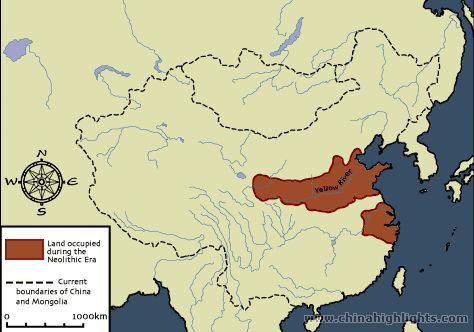 Yellow River
N
W E
S
Land occupied
during the
Neolithic Era
Current
boundaries of China
and Mongolia
0 1000km
www.chinahighlights.com